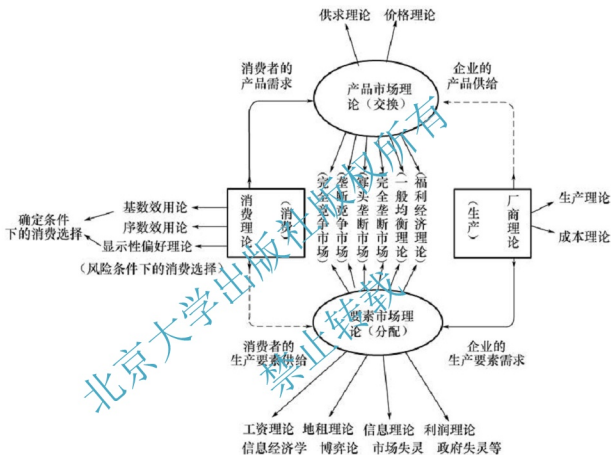 供求理论 价格理论
消费者的
产品需求
企业的
产品供给
产品市场理
论（交换）
（完全竞争市场）
（垄断竞争市场）
（寡头垄断市场）
（完全垄断市场）
（一般均衡理论）
（福利经济理论）
确定条件
下的消费选择
基数效用论
序数效用论
显示性偏好理论
（风险条件下的消费选择）
消费理论
（消费）
（生产）
厂商理论
生产理论
成本理论
要素市场理
论（分配）
消费者的
生产要素供给
企业的
生产要素需求
工资理论 地租理论 信息理论 利润理论
信息经济学 博弈论 市场失灵 政府失灵等
北京大学出版社版权所有
禁止转载